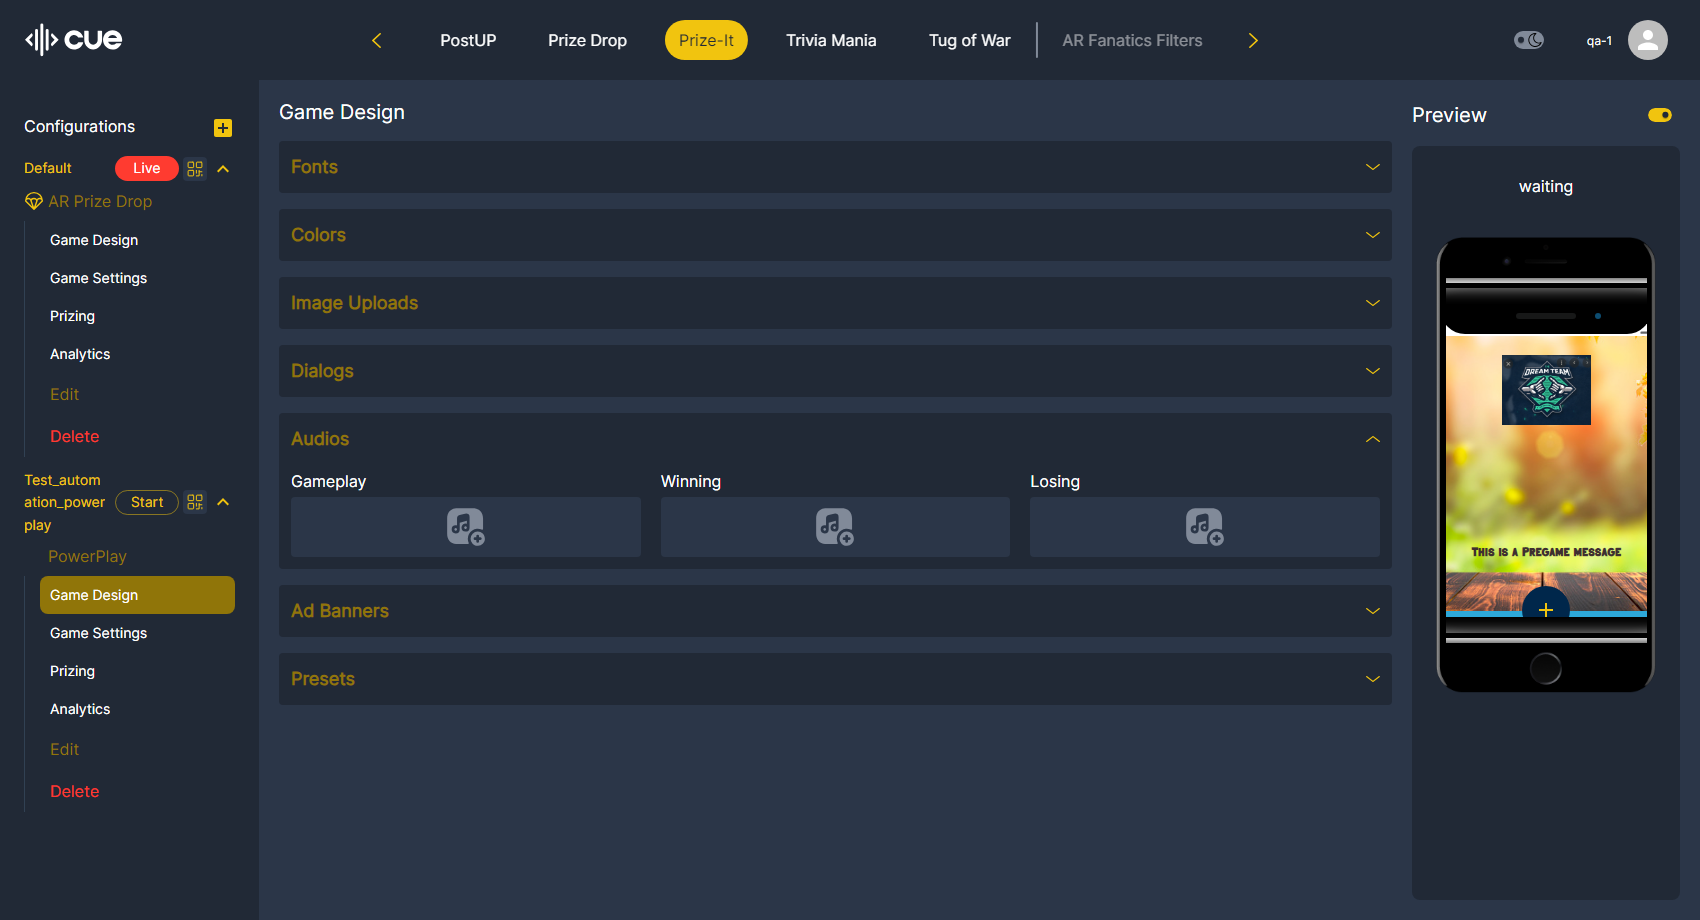 cue
PostUP
Prize Drop
Prize-It
Trivia Mania
Tug of War
AR Fanatics Filters
qa-1
Configurations
Default
Live
AR Prize Drop
Game Design
Game Settings
Prizing
Analytics
Edit
Delete
Test_autom
ation_power
play
Start
PowerPlay
Game Design
Game Settings
Prizing
Analytics
Edit
Delete
Game Design
Fonts
Colors
Image Uploads
Dialogs
Audios
Gameplay
Winning
Losing
Ad Banners
Presets
Preview
waiting
DREAM TEAM
This is a Pregame message